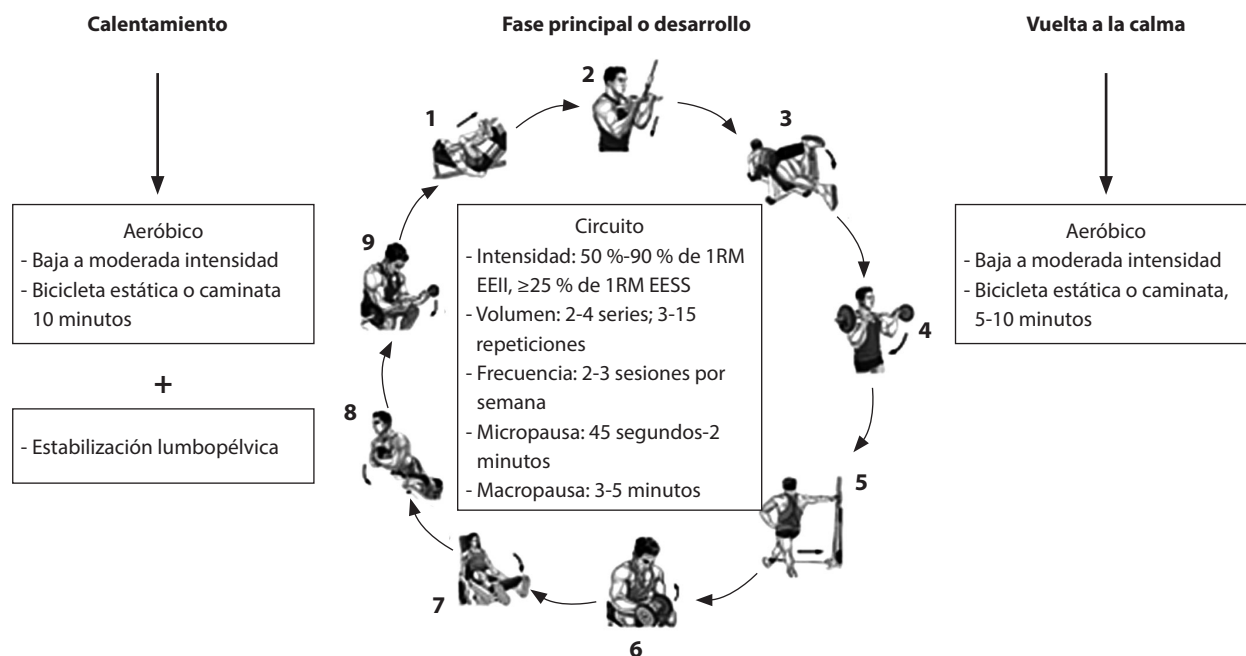 Calentamiento
Fase principal o desarrollo
Vuelta a la calma
Aeróbico
- Baja a moderada intensidad
- Bicicleta estática o caminata
10 minutos
+
- Estabilización lumbopélvica
1
2
3
4
5
6
7
8
9
Circuito
- Intensidad: 50 %-90 % de 1RM
EEII, ≥25 % de 1RM EESS
- Volumen: 2-4 series; 3-15
repeticiones
- Frecuencia: 2-3 sesiones por
semana
- Micropausa: 45 segundos-2
minutos
- Macropausa: 3-5 minutos
Aeróbico
- Baja a moderada intensidad
- Bicicleta estática o caminata,
5-10 minutos